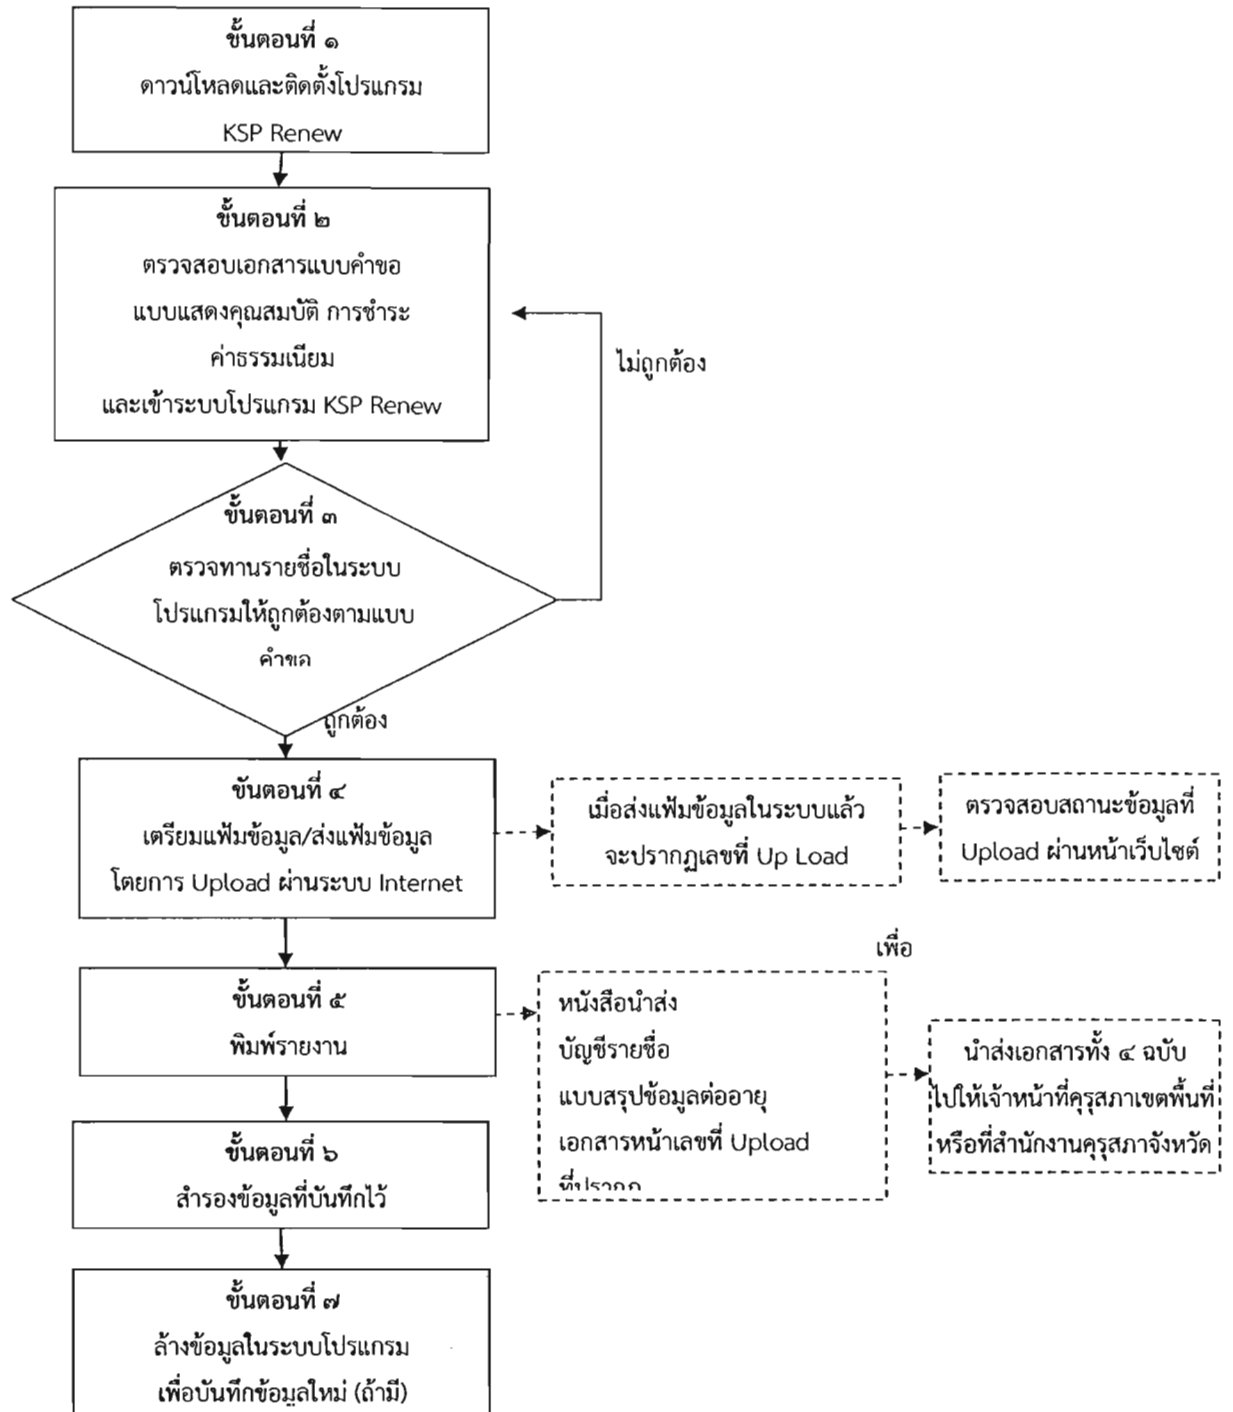 ขั้นตอนที่ ๑
ดาวน์โหลดและติดตั้งโปรแกรม
KSP Renew
ขั้นตอนที่ ๒
ตรวจสอบเอกสารแบบคำขอ
แบบแสดงคุณสมบัติ การชำระ
ค่าธรรมเนียม
และเข้าระบบโปรแกรม KSP Renew
ไม่ถูกต้อง
ขั้นตอนที่ ๓
ตรวจทานรายชื่อในระบบ
โปรแกรมให้ถูกต้องตามแบบ
คำขอ
ถูกต้อง
ขั้นตอนที่ ๔
เตรียมแฟ้มข้อมูล/ส่งแฟ้มข้อมูล
โดยการ Upload ผ่านระบบ Internet
เมื่อส่งแฟ้มข้อมูลในระบบแล้ว
จะปรากฏเลขที่ Up Load
ตรวจสอบสถานะข้อมูลที่
Upload ผ่านหน้าเว็บไซต์
ขั้นตอนที่ ๕
พิมพ์รายงาน
หนังสือนำส่ง
บัญชีรายชื่อ
แบบสรุปข้อมูลต่ออายุ
เอกสารหน้าเลขที่ Upload
ที่ปรากฏ
เพื่อ
นำส่งเอกสารทั้ง ๔ ฉบับ
ไปให้เจ้าหน้าที่คุรุสภาเขตพื้นที่
หรือที่สำนักงานคุรุสภาจังหวัด
ขั้นตอนที่ ๖
สำรองข้อมูลที่บันทึกไว้
ขั้นตอนที่ ๗
ล้างข้อมูลในระบบโปรแกรม
เพื่อบันทึกข้อมูลใหม่ (ถ้ามี)